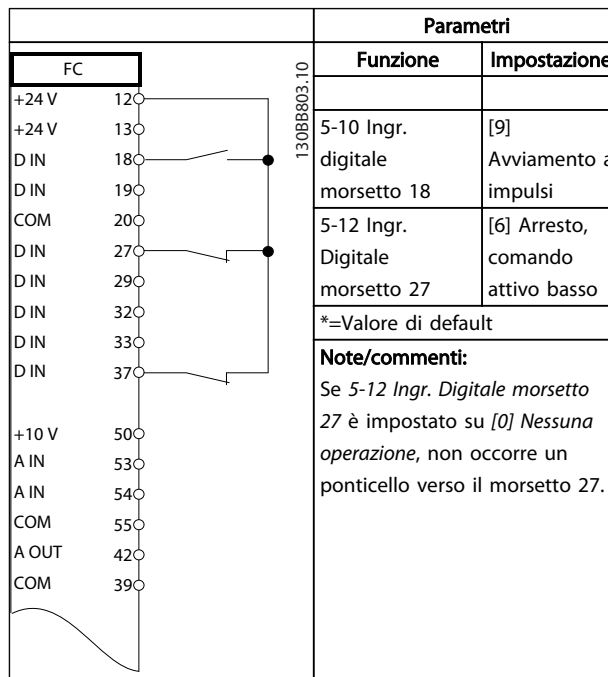 FC
+24 V 12
+24 V 13
D IN 18
D IN 19
COM 20
D IN 27
D IN 29
D IN 32
D IN 33
D IN 37
+10 V 50
A IN 53
A IN 54
COM 55
A OUT 42
COM 39
130BB803.10
Parametri
Funzione Impostazione
5-10 Ingr. [9]
digitale Avviamento a
morsetto 18 impulsi
5-12 Ingr. [6] Arresto,
Digitale comando
morsetto 27 attivo basso
*=Valore di default
Note/commenti:
Se 5-12 Ingr. Digitale morsetto
27 è impostato su [0] Nessuna
operazione, non occorre un
ponticello verso il morsetto 27.